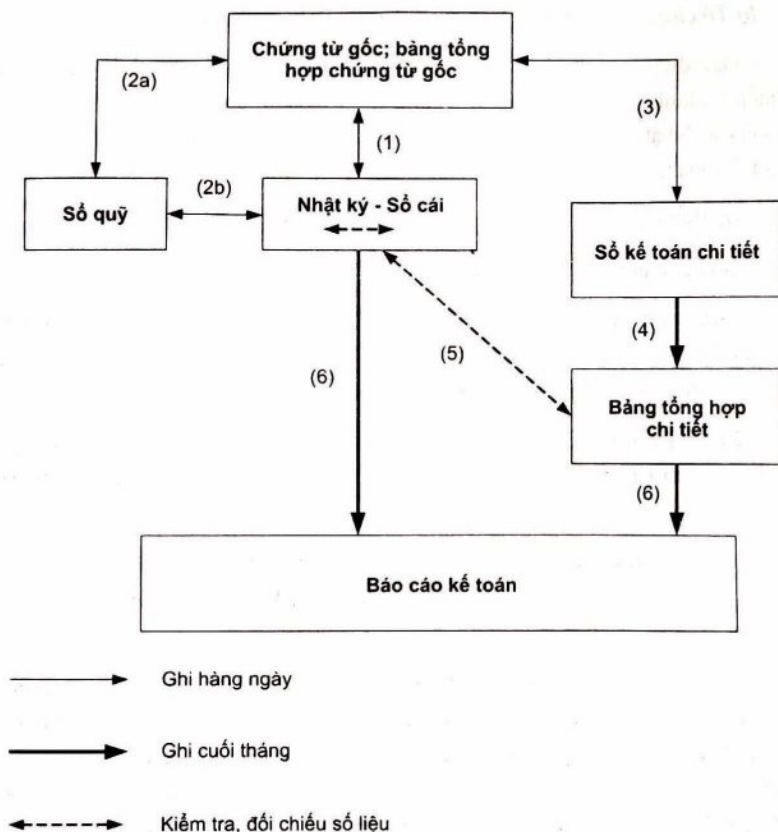 Chứng từ gốc; bảng tổng
hợp chứng từ gốc
(2a)
(3)
(1)
Sổ quỹ
(2b)
Nhật ký - Sổ cái
Sổ kế toán chi tiết
(4)
(5)
(6)
Bảng tổng hợp
chi tiết
(6)
Báo cáo kế toán
Ghi hàng ngày
Ghi cuối tháng
Kiểm tra, đối chiếu số liệu